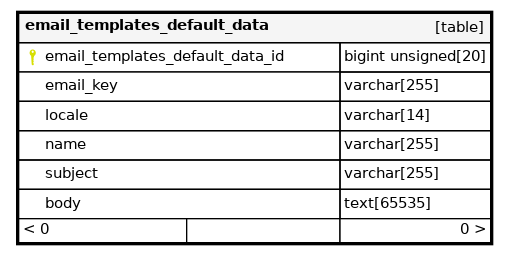 email_templates_default_data [table]
email_templates_default_data_id bigint unsigned[20]
email_key varchar[255]
locale varchar[14]
name varchar[255]
subject varchar[255]
body text[65535]
< 0 0 >